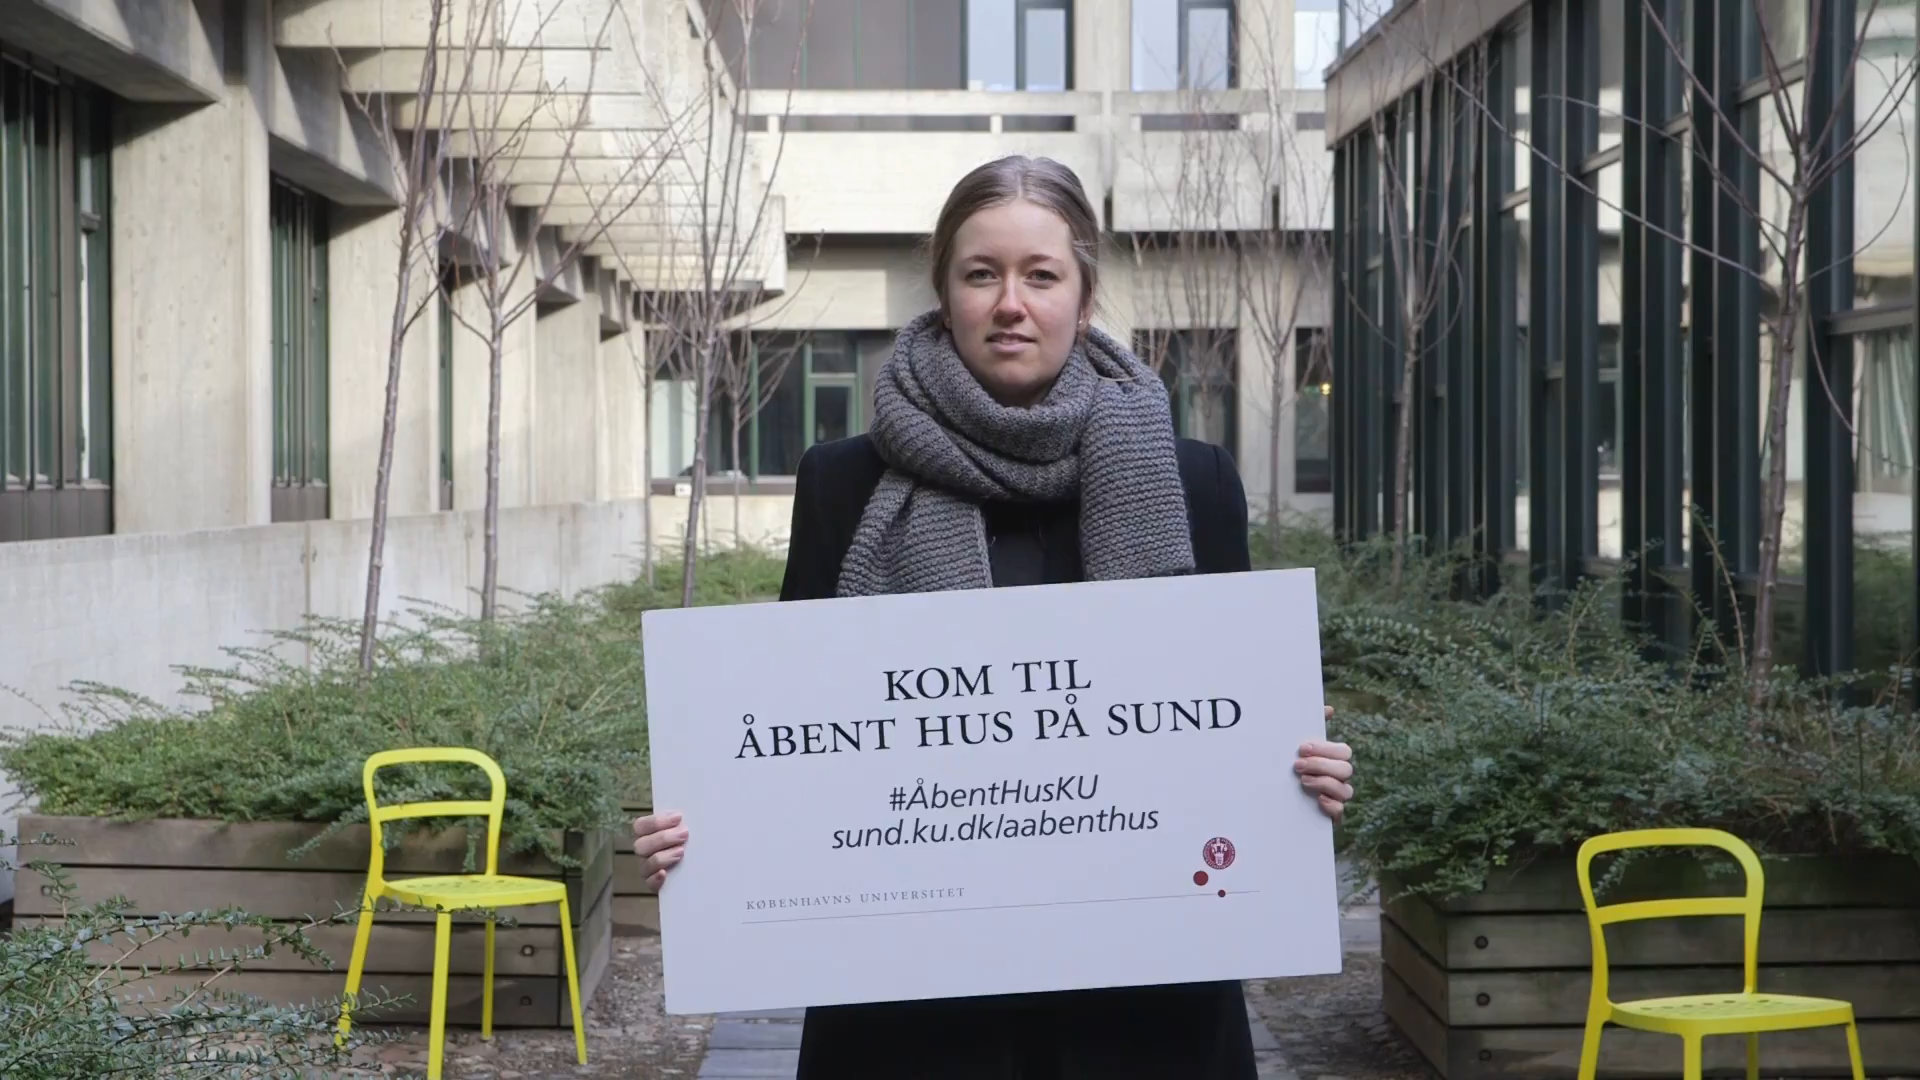 KOM TIL
ÅBENT HUS PÅ SUND
#ÅbentHusKU
sund.ku.dk/aabenthus
KØBENHAVNS UNIVERSITET